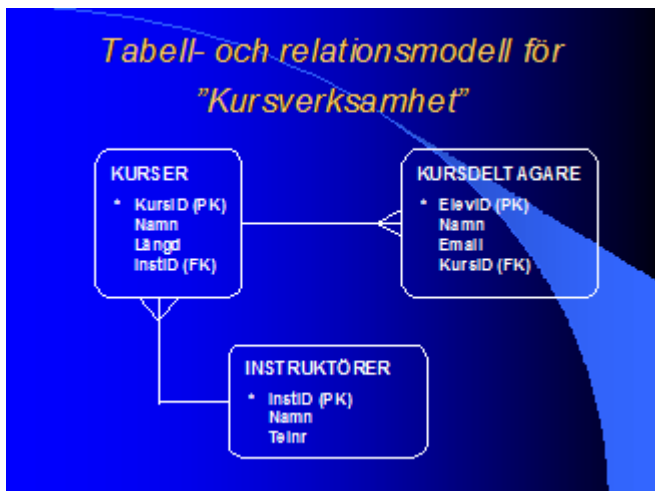 Tabell- och relationsmodell för
"Kursverksamhet"
KURSER
* KursID (PK)
Namn
Längd
InstID (FK)
KURSDELTAGARE
* ElevID (PK)
Namn
Email
KursID (FK)
INSTRUKTÖRER
* InstID (PK)
Namn
Telnr